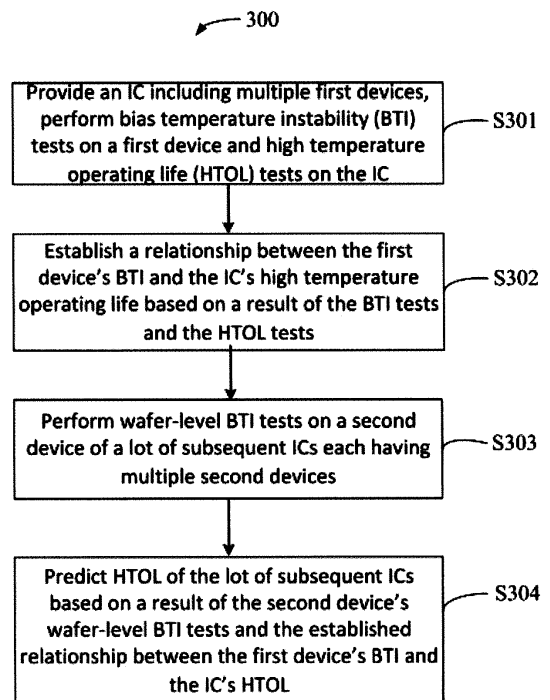 300
Provide an IC including multiple first devices,
perform bias temperature instability (BTI)
tests on a first device and high temperature
operating life (HTOL) tests on the IC
S301
Establish a relationship between the first
device's BTI and the IC's high temperature
operating life based on a result of the BTI tests
and the HTOL tests
S302
Perform wafer-level BTI tests on a second
device of a lot of subsequent ICs each having
multiple second devices
S303
Predict HTOL of the lot of subsequent ICs
based on a result of the second device's
wafer-level BTI tests and the established
relationship between the first device's BTI and
the IC's HTOL
S304